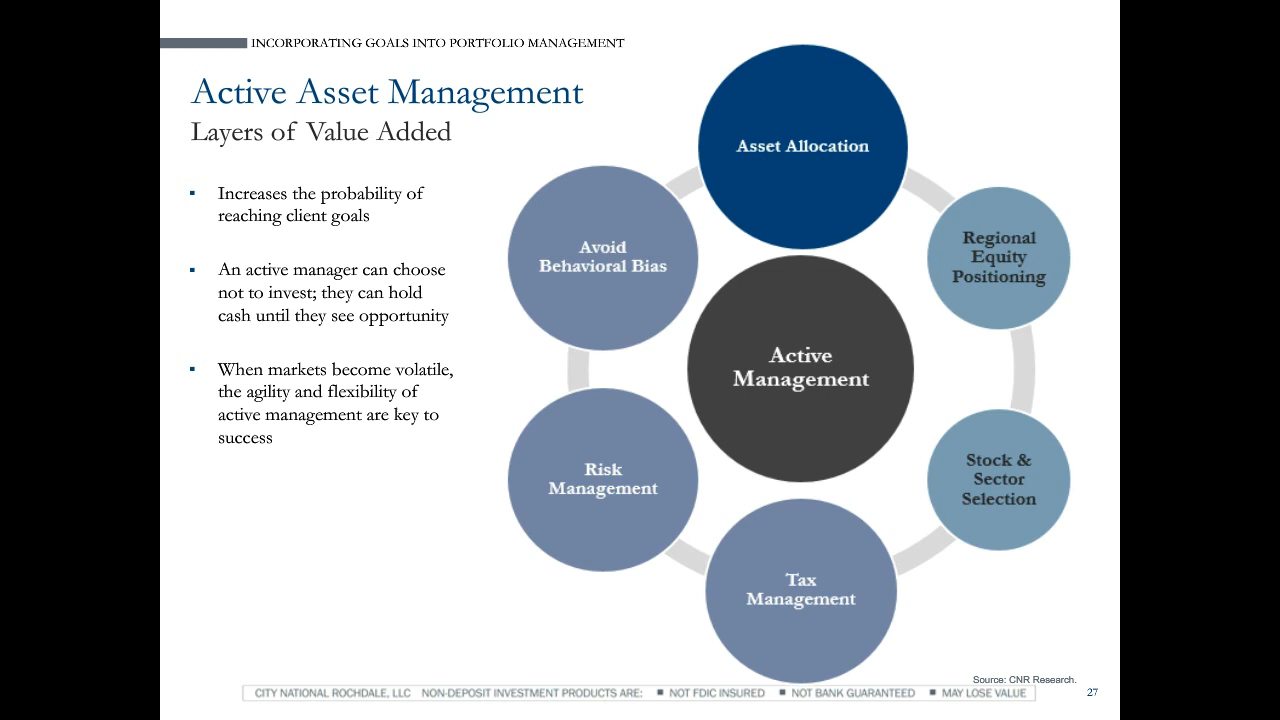 INCORPORATING GOALS INTO PORTFOLIO MANAGEMENT
Active Asset Management
Layers of Value Added
▪ Increases the probability of
reaching client goals
▪ An active manager can choose
not to invest; they can hold
cash until they see opportunity
▪ When markets become volatile,
the agility and flexibility of
active management are key to
success
Asset Allocation
Regional
Equity
Positioning
Stock &
Sector
Selection
Tax
Management
Risk
Management
Avoid
Behavioral Bias
Active
Management
Source: CNR Research.
CITY NATIONAL ROCHDALE, LLC NON-DEPOSIT INVESTMENT PRODUCTS ARE: ■ NOT FDIC INSURED ■ NOT BANK GUARANTEED ■ MAY LOSE VALUE
27